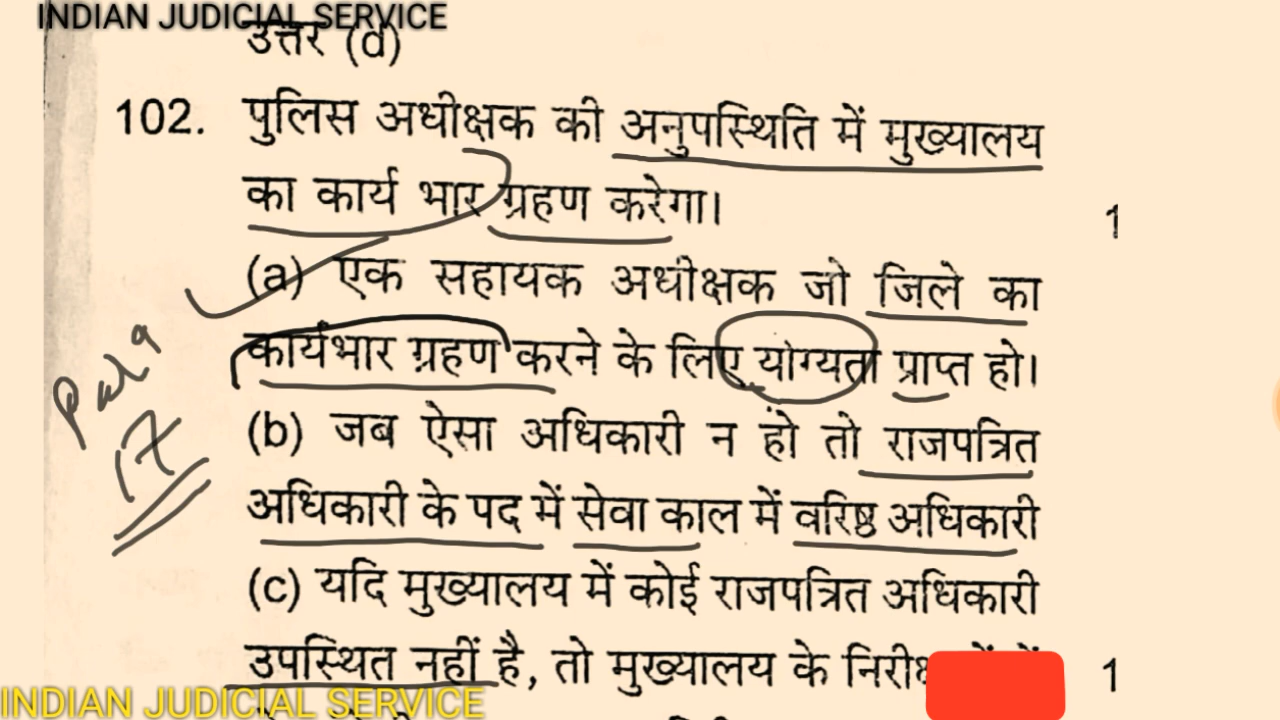 INDIAN JUDICIAL SERVICE
उत्तर (d)
102. पुलिस अधीक्षक की अनुपस्थिति में मुख्यालय
का कार्य भार ग्रहण करेगा।
1
(a) एक सहायक अधीक्षक जो जिले का
कार्यभार ग्रहण करने के लिए योग्यता प्राप्त हो।
(b) जब ऐसा अधिकारी न हो तो राजपत्रित
अधिकारी के पद में सेवा काल में वरिष्ठ अधिकारी
17
(c) यदि मुख्यालय में कोई राजपत्रित अधिकारी
उपस्थित नहीं है, तो मुख्यालय के
1
INDIAN JUDICIAL SERVICE